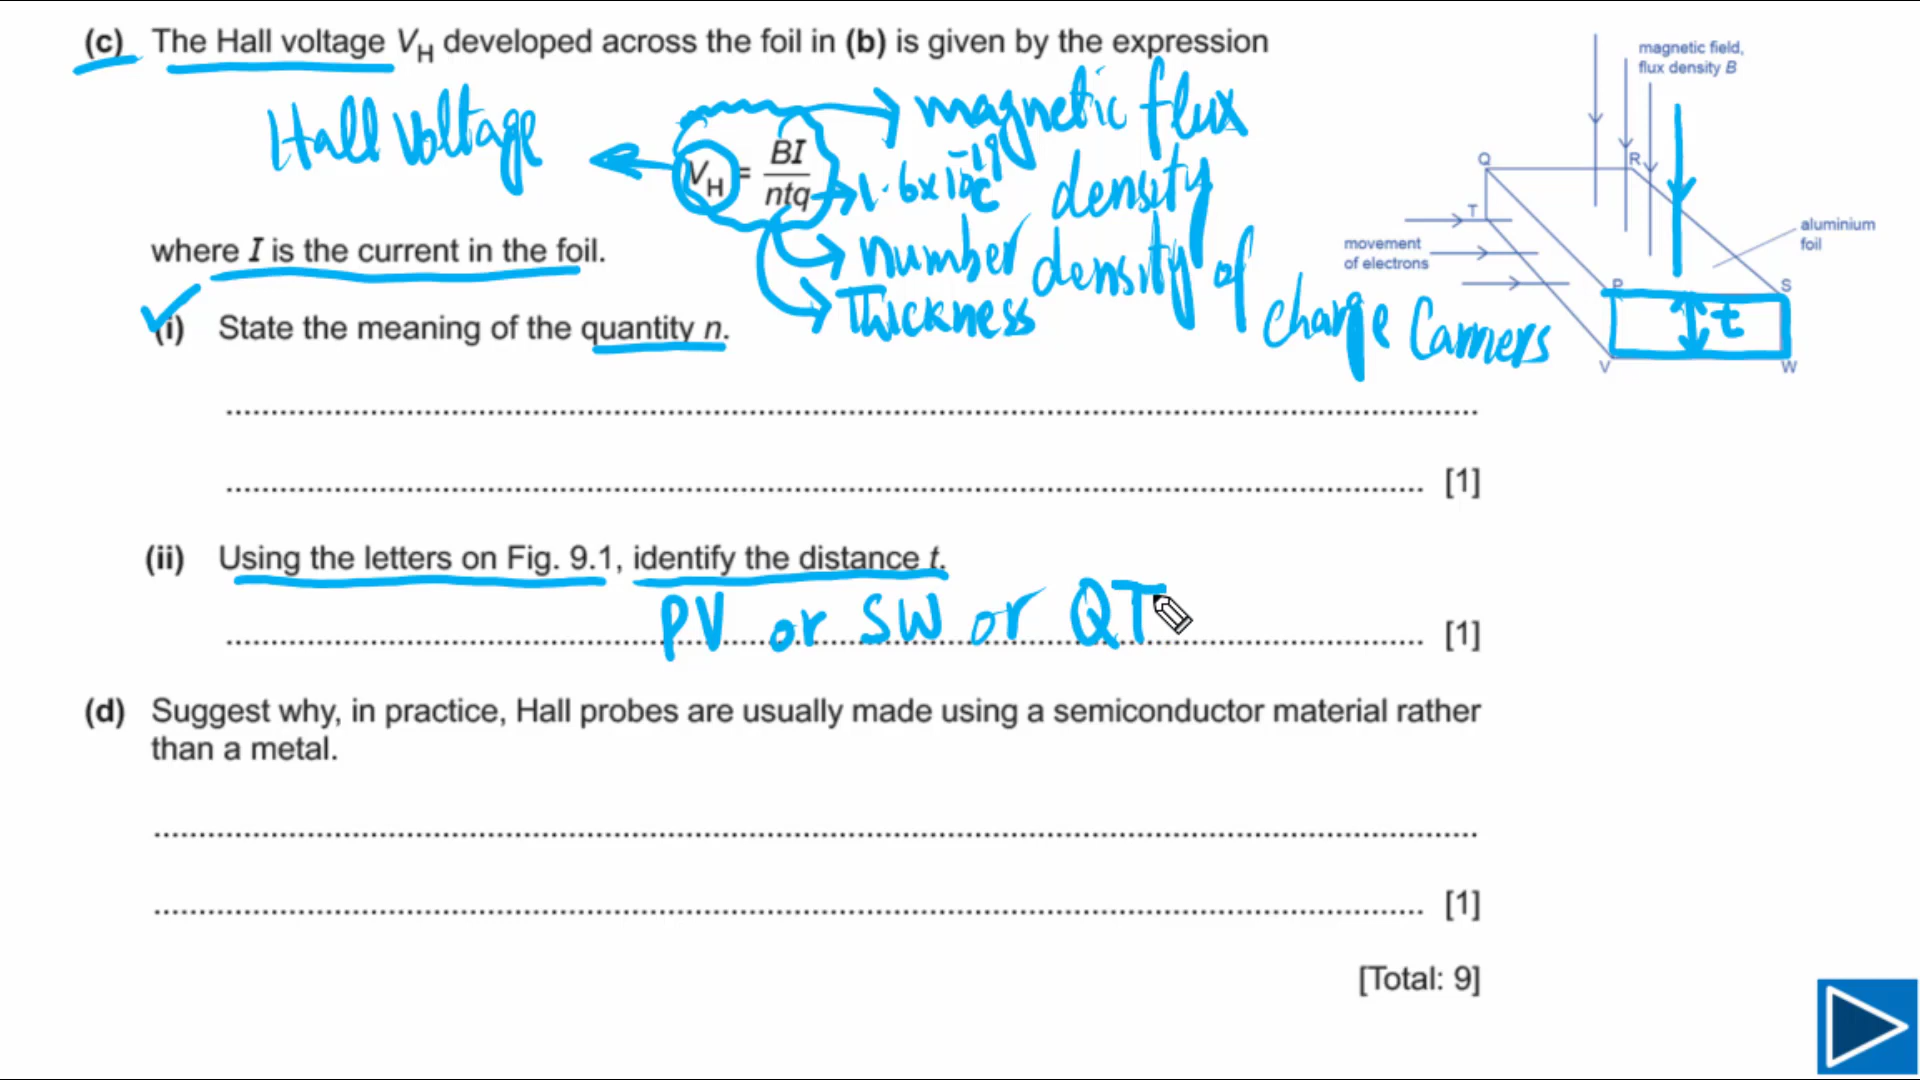 (c) The Hall voltage VH developed across the foil in (b) is given by the expression
magnetic field,
flux density B
Hall Voltage
VH = BI/ntq
magnetic flux
density
1.6x10^-19 C
number density of
charge Carriers
Thickness
where I is the current in the foil.
Q
R
T
movement
of electrons
aluminium
foil
P
S
t
V
W
(i) State the meaning of the quantity n.
[1]
(ii) Using the letters on Fig. 9.1, identify the distance t.
PV or SW or QT
[1]
(d) Suggest why, in practice, Hall probes are usually made using a semiconductor material rather
than a metal.
[1]
[Total: 9]